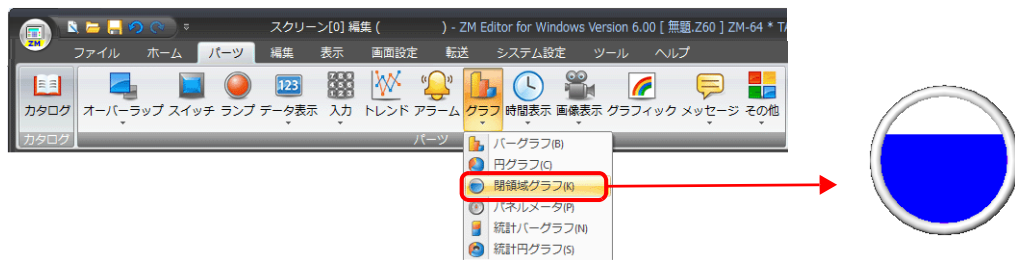 スクリーン[0] 編集 ( ) - ZM Editor for Windows Version 6.00 [ 無題.Z60 ] ZM-64 * TA
ZM
ファイル ホーム パーツ 編集 表示 画面設定 転送 システム設定 ツール ヘルプ
123
カタログ オーバーラップ スイッチ ランプ データ表示 入力 トレンド アラーム グラフ 時間表示 画像表示 グラフィック メッセージ その他
カタログ パーツ
バーグラフ(B)
円グラフ(C)
閉領域グラフ(K)
パネルメータ(P)
統計バーグラフ(N)
統計円グラフ(S)